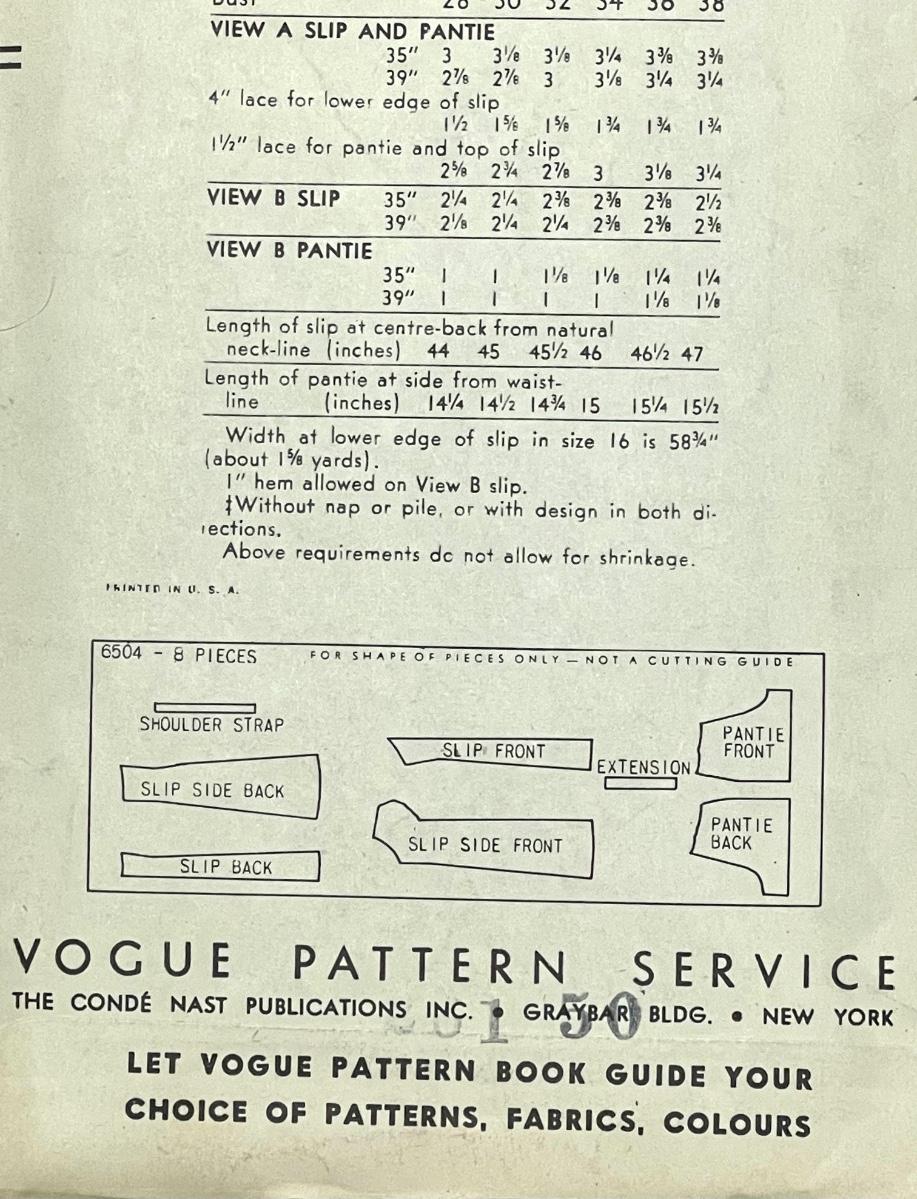 Bust 28 30 32 34 36 38
VIEW A SLIP AND PANTIE
35" 3 3⅛ 3⅛ 3¼ 3⅜ 3⅜
39" 2⅞ 2⅞ 3 3⅛ 3¼ 3¼
4" lace for lower edge of slip
1½ 1⅝ 1⅝ 1¾ 1¾ 1¾
1½" lace for pantie and top of slip
2⅝ 2¾ 2⅞ 3 3⅛ 3¼
VIEW B SLIP 35" 2¼ 2¼ 2⅜ 2⅜ 2⅜ 2½
39" 2⅛ 2¼ 2¼ 2⅜ 2⅜ 2⅜
VIEW B PANTIE
35" 1 1 1⅛ 1⅛ 1¼ 1¼
39" 1 1 1 1 1⅛ 1⅛
Length of slip at centre-back from natural
neck-line (inches) 44 45 45½ 46 46½ 47
Length of pantie at side from waist-
line (inches) 14¼ 14½ 14¾ 15 15¼ 15½
Width at lower edge of slip in size 16 is 58¾"
(about 1⅝ yards).
1" hem allowed on View B slip.
‡Without nap or pile, or with design in both di-
rections.
Above requirements do not allow for shrinkage.
PRINTED IN U. S. A.
6504 - 8 PIECES FOR SHAPE OF PIECES ONLY — NOT A CUTTING GUIDE
SHOULDER STRAP
SLIP FRONT
PANTIE
FRONT
EXTENSION
SLIP SIDE BACK
SLIP SIDE FRONT
PANTIE
BACK
SLIP BACK
VOGUE PATTERN SERVICE
THE CONDÉ NAST PUBLICATIONS INC. • GRAYBAR BLDG. • NEW YORK
1 50
LET VOGUE PATTERN BOOK GUIDE YOUR
CHOICE OF PATTERNS, FABRICS, COLOURS